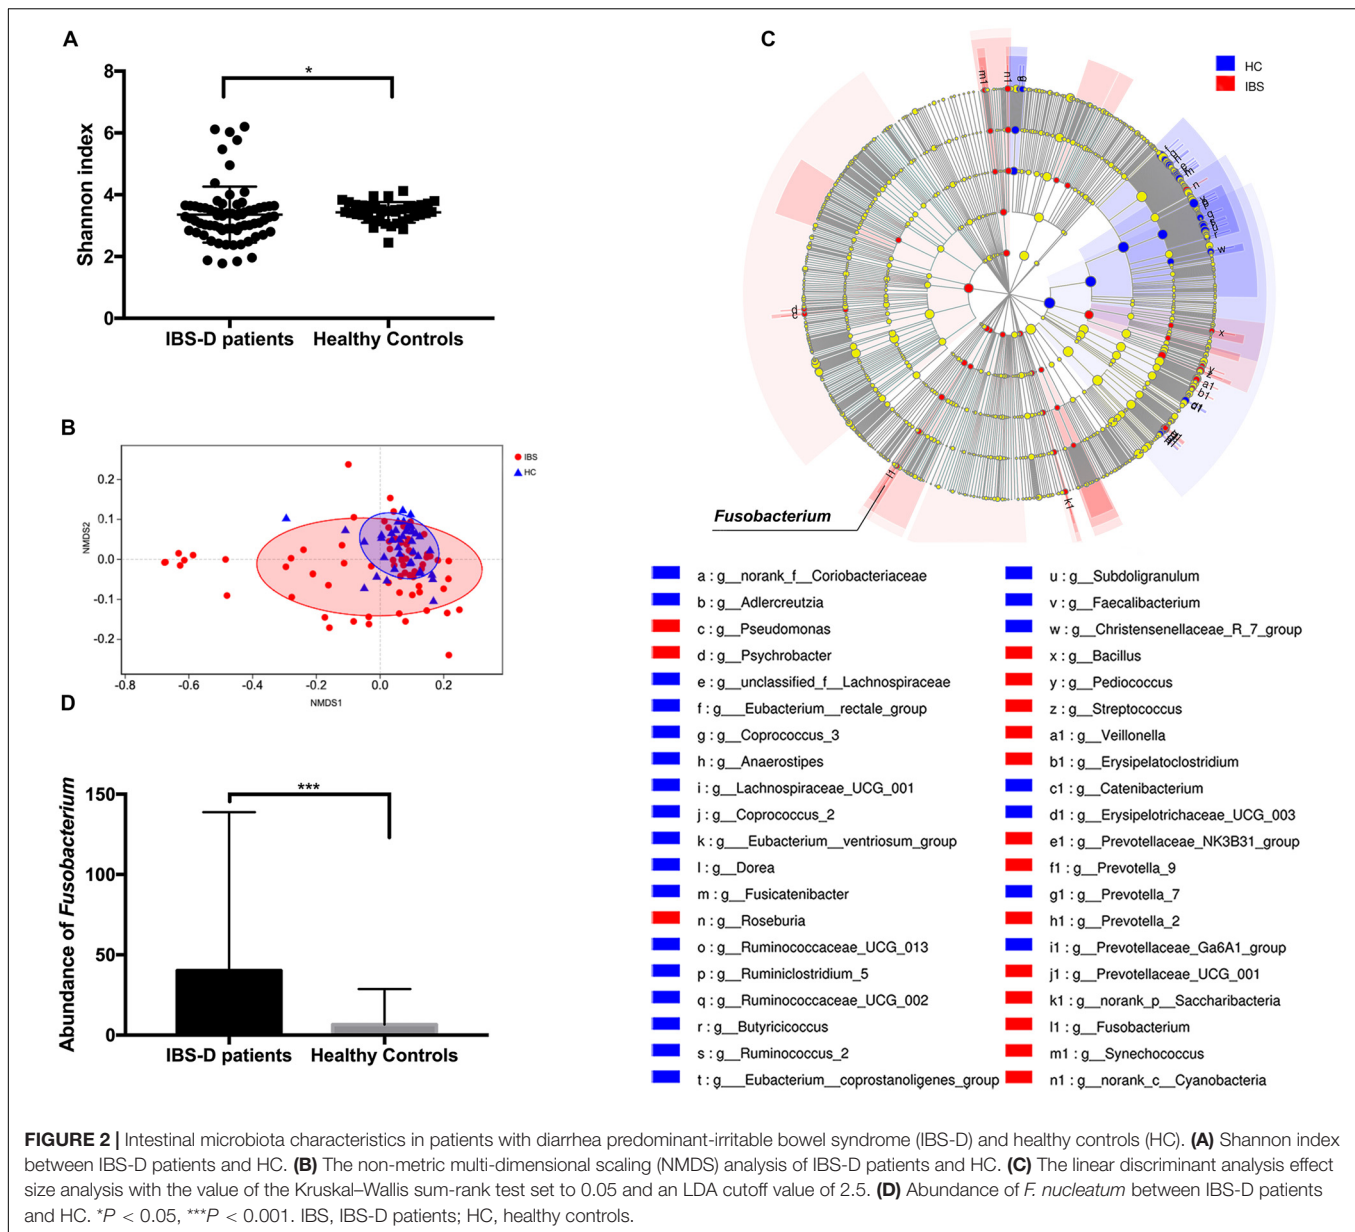 A
8
6
4
2
0
Shannon index
*
IBS-D patients
Healthy Controls
B
0.2
0.1
0.0
-0.1
-0.2
NMDS2
-0.8
-0.6
-0.4
-0.2
0.0
0.2
NMDS1
IBS
HC
D
150
100
50
0
Abundance of Fusobacterium
***
IBS-D patients
Healthy Controls
C
HC
IBS
m1
n1
n
w
x
a1
b1
d
c
l1
k1
Fusobacterium
a : g__norank_f__Coriobacteriaceae
b : g__Adlercreutzia
c : g__Pseudomonas
d : g__Psychrobacter
e : g__unclassified_f__Lachnospiraceae
f : g___Eubacterium__rectale_group
g : g__Coprococcus_3
h : g__Anaerostipes
i : g__Lachnospiraceae_UCG_001
j : g__Coprococcus_2
k : g___Eubacterium__ventriosum_group
l : g__Dorea
m : g__Fusicatenibacter
n : g__Roseburia
o : g__Ruminococcaceae_UCG_013
p : g__Ruminiclostridium_5
q : g__Ruminococcaceae_UCG_002
r : g__Butyricicoccus
s : g__Ruminococcus_2
t : g___Eubacterium__coprostanoligenes_group
u : g__Subdoligranulum
v : g__Faecalibacterium
w : g__Christensenellaceae_R_7_group
x : g__Bacillus
y : g__Pediococcus
z : g__Streptococcus
a1 : g__Veillonella
b1 : g__Erysipelatoclostridium
c1 : g__Catenibacterium
d1 : g__Erysipelotrichaceae_UCG_003
e1 : g__Prevotellaceae_NK3B31_group
f1 : g__Prevotella_9
g1 : g__Prevotella_7
h1 : g__Prevotella_2
i1 : g__Prevotellaceae_Ga6A1_group
j1 : g__Prevotellaceae_UCG_001
k1 : g__norank_p__Saccharibacteria
l1 : g__Fusobacterium
m1 : g__Synechococcus
n1 : g__norank_c__Cyanobacteria
FIGURE 2 | Intestinal microbiota characteristics in patients with diarrhea predominant-irritable bowel syndrome (IBS-D) and healthy controls (HC). (A) Shannon index
between IBS-D patients and HC. (B) The non-metric multi-dimensional scaling (NMDS) analysis of IBS-D patients and HC. (C) The linear discriminant analysis effect
size analysis with the value of the Kruskal–Wallis sum-rank test set to 0.05 and an LDA cutoff value of 2.5. (D) Abundance of F. nucleatum between IBS-D patients
and HC. *P < 0.05, ***P < 0.001. IBS, IBS-D patients; HC, healthy controls.